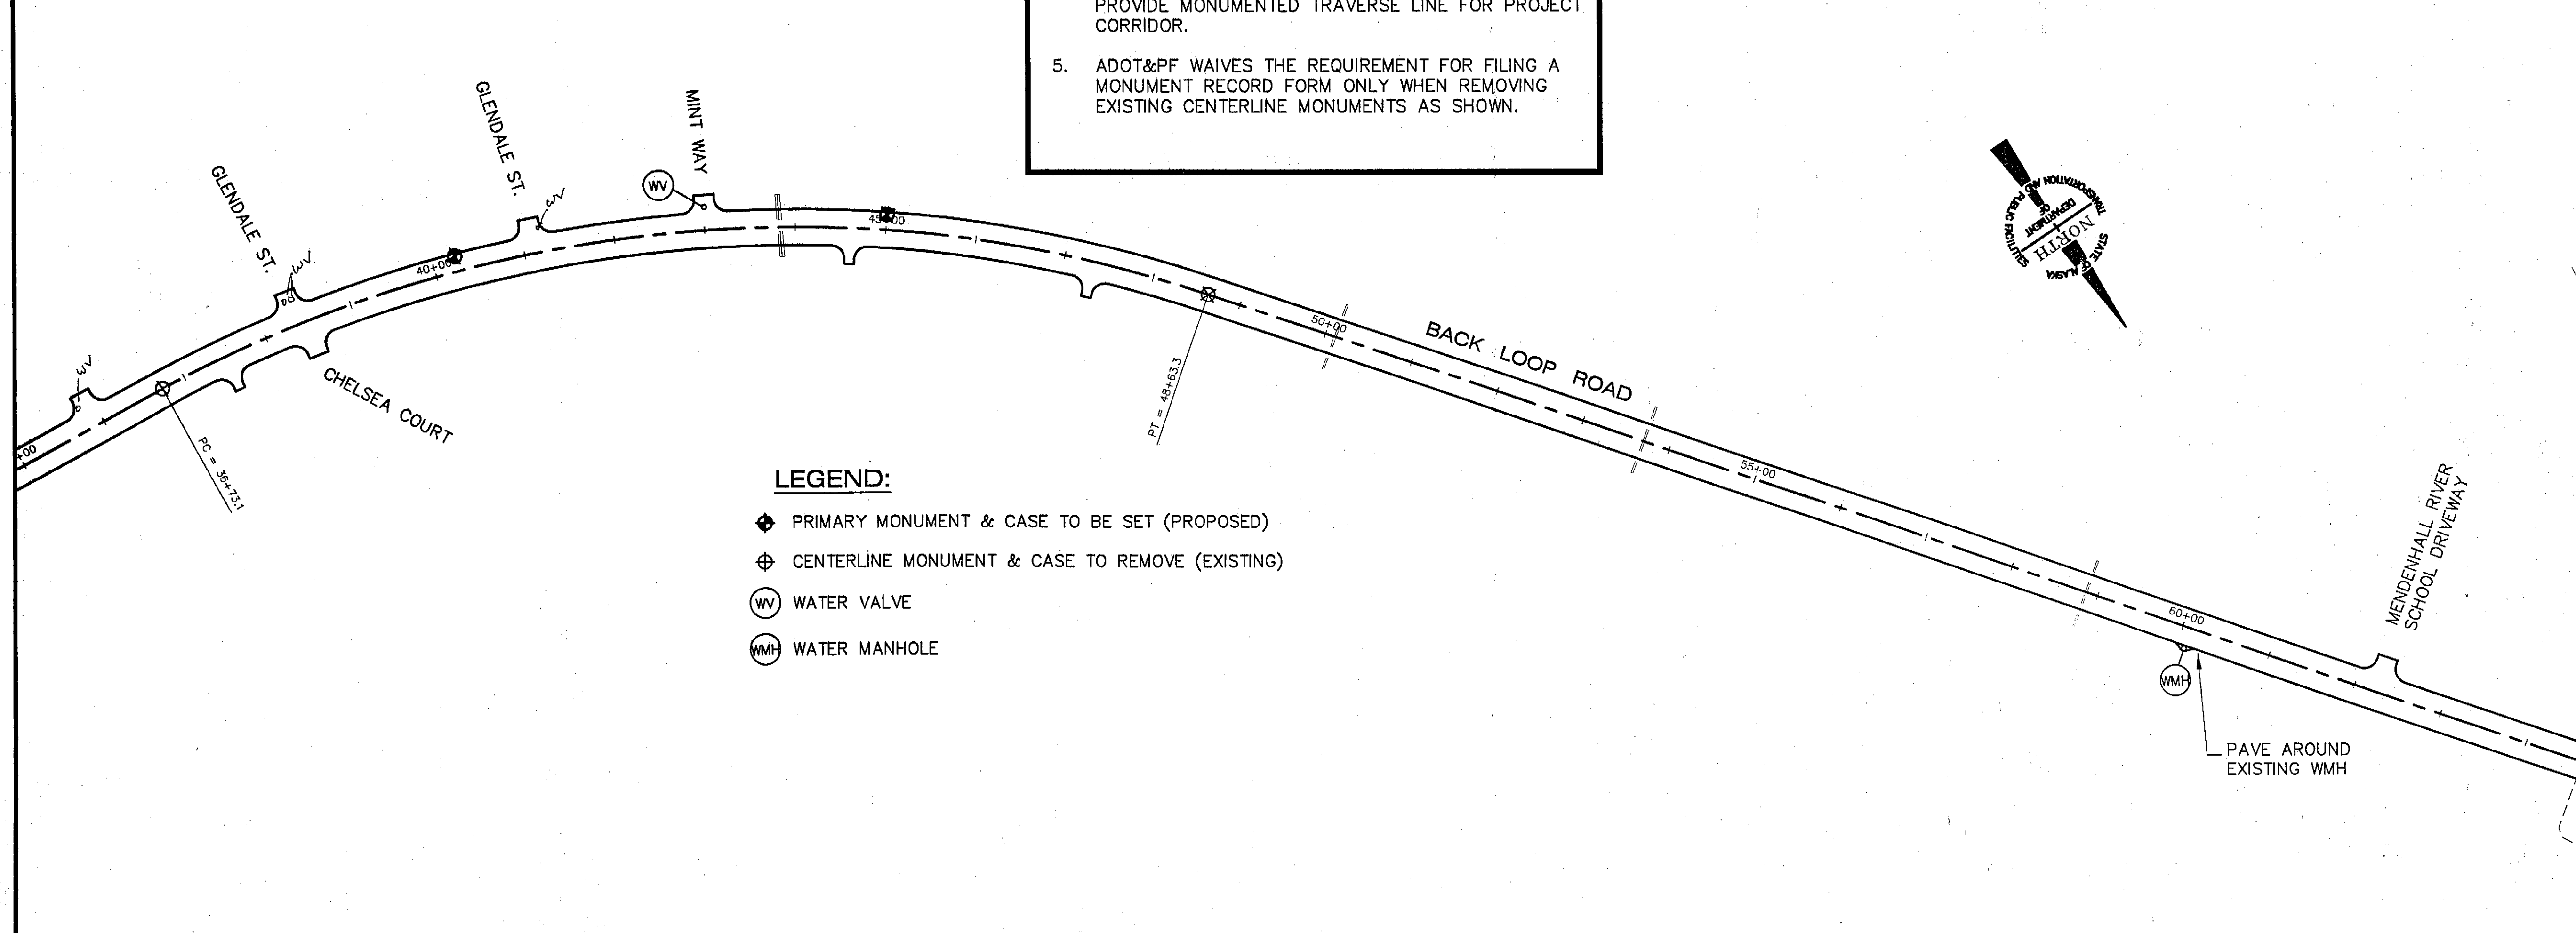 PROVIDE MONUMENTED TRAVERSE LINE FOR PROJECT
CORRIDOR.
5. ADOT&PF WAIVES THE REQUIREMENT FOR FILING A
MONUMENT RECORD FORM ONLY WHEN REMOVING
EXISTING CENTERLINE MONUMENTS AS SHOWN.
GLENDALE ST.
GLENDALE ST.
MINT WAY
WV
WV
WV
WV
+00
40+00
45+00
50+00
55+00
60+00
CHELSEA COURT
PC = 36+73.1
PT = 48+63.3
BACK LOOP ROAD
STATE OF ALASKA
DEPARTMENT
OF
TRANSPORTATION AND PUBLIC FACILITIES
NORTH
MENDENHALL RIVER
SCHOOL DRIVEWAY
WMH
PAVE AROUND
EXISTING WMH
LEGEND:
PRIMARY MONUMENT & CASE TO BE SET (PROPOSED)
CENTERLINE MONUMENT & CASE TO REMOVE (EXISTING)
WV WATER VALVE
WMH WATER MANHOLE